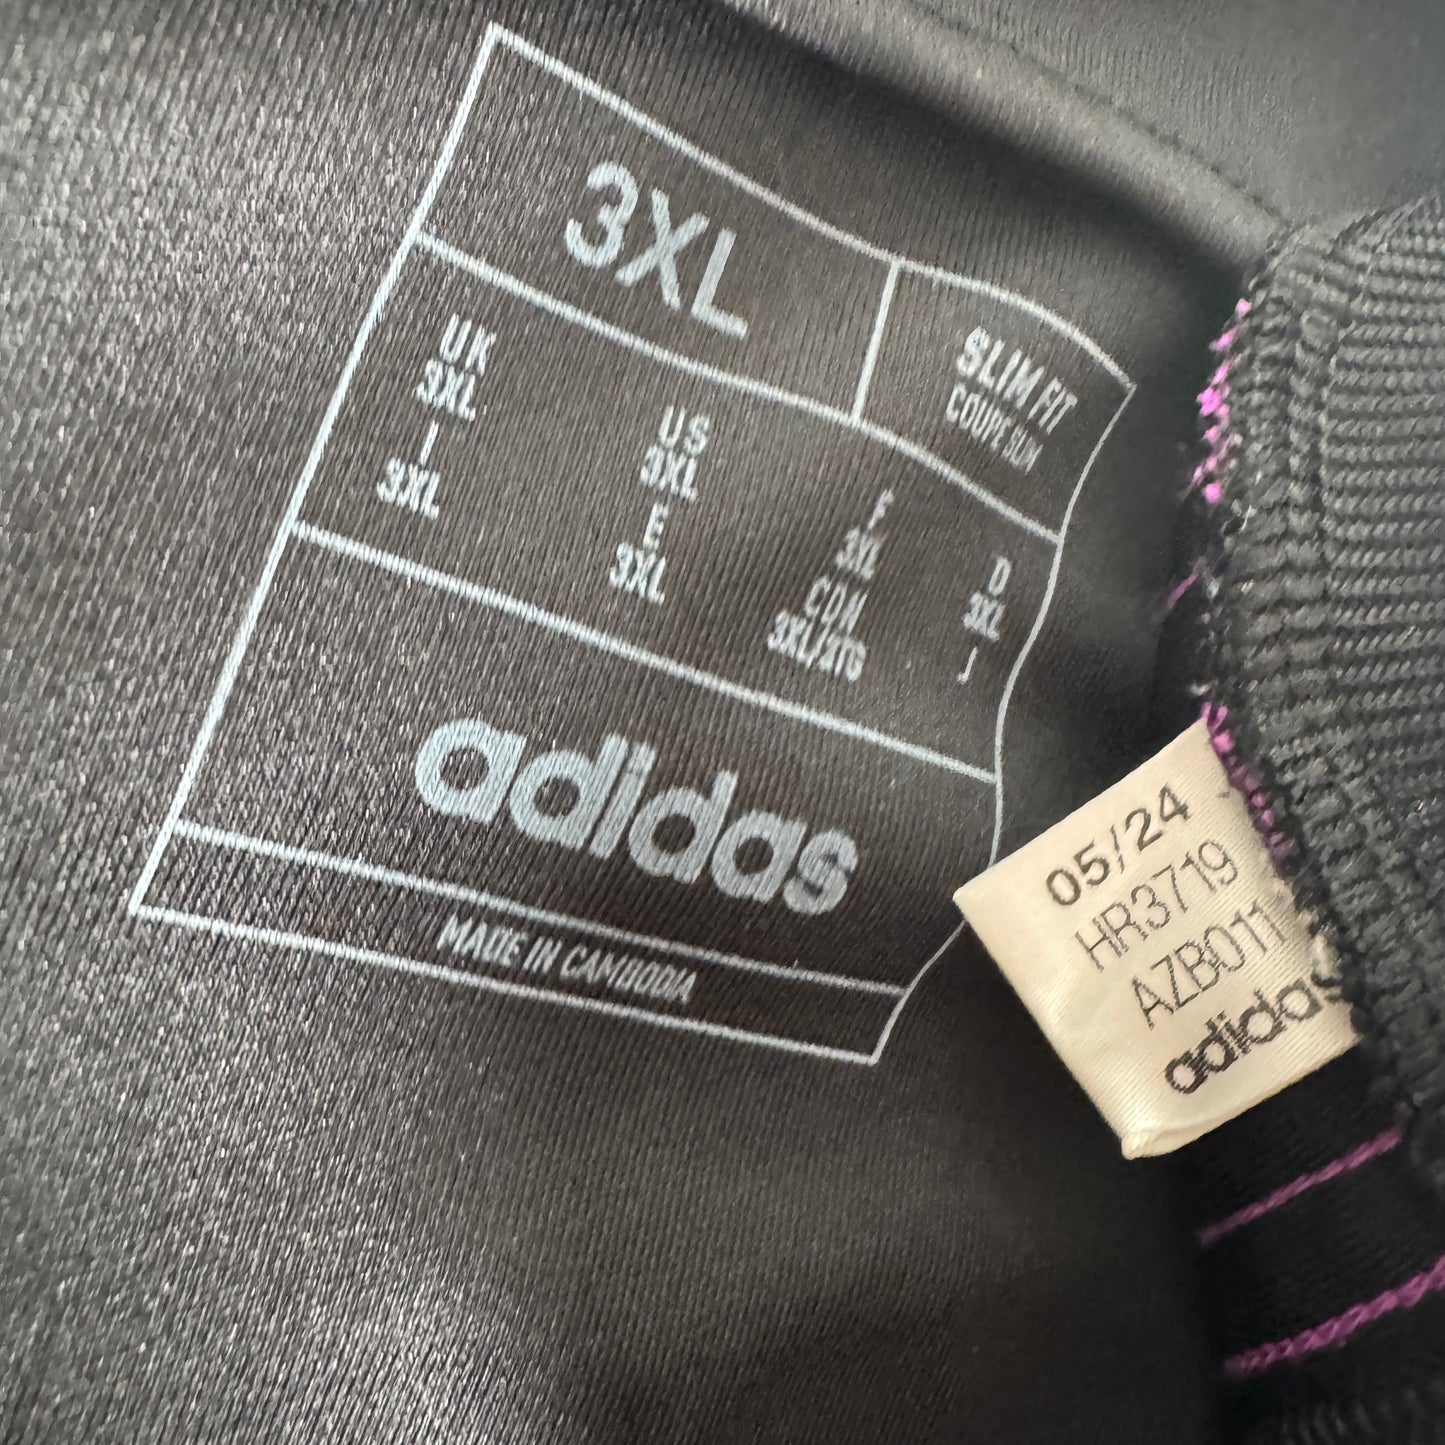 3XL
SLIM FIT
COUPE SLIM
UK US F D
3XL 3XL 3XL 3XL
I E CDN J
3XL 3XL 3XL/XTG
adidas
MADE IN CAMBODIA
05/24
HR3719
AZB011
adidas